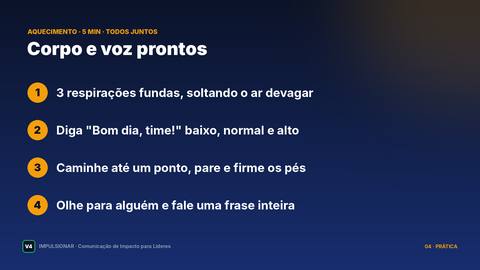 AQUECIMENTO · 5 MIN · TODOS JUNTOS
Corpo e voz prontos
1 3 respirações fundas, soltando o ar devagar
2 Diga "Bom dia, time!" baixo, normal e alto
3 Caminhe até um ponto, pare e firme os pés
4 Olhe para alguém e fale uma frase inteira
V4 IMPULSIONAR · Comunicação de Impacto para Líderes
04 · PRÁTICA